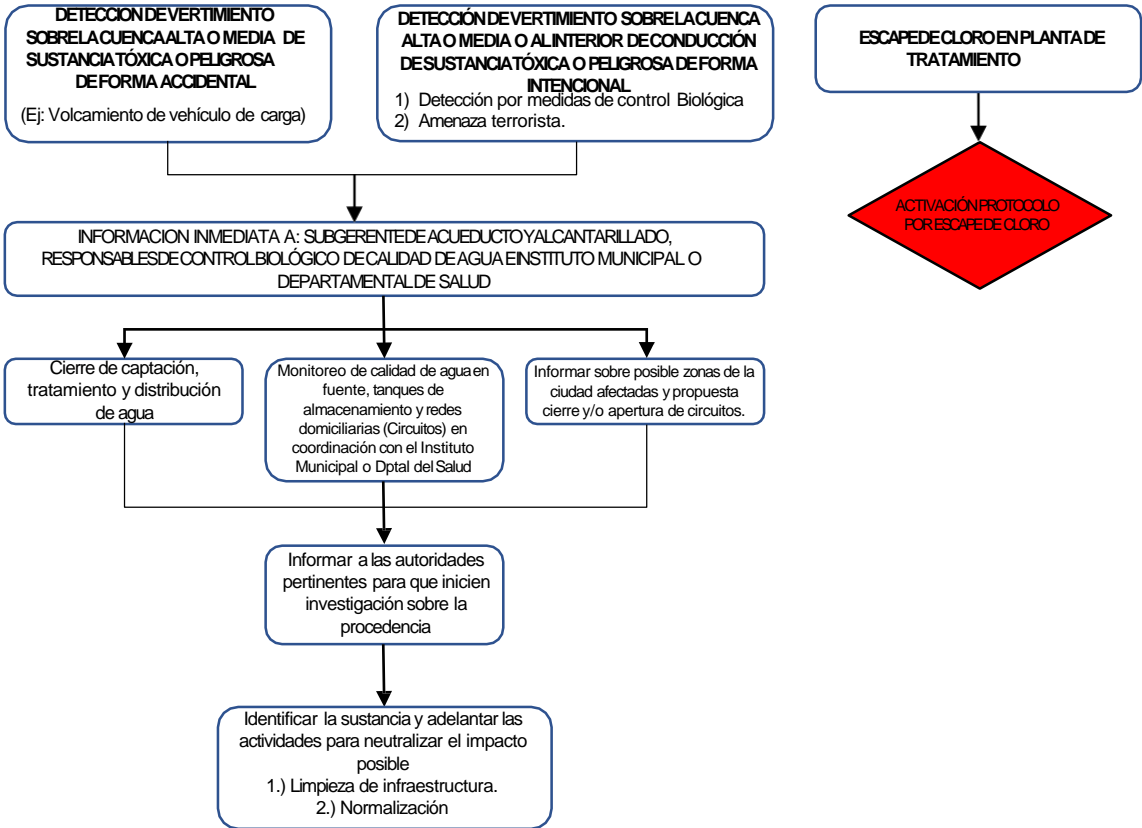 DETECCION DE VERTIMIENTO
SOBRE LA CUENCA ALTA O MEDIA DE
SUSTANCIA TÓXICA O PELIGROSA
DE FORMA ACCIDENTAL
(Ej: Volcamiento de vehículo de carga)
DETECCIÓN DE VERTIMIENTO SOBRE LA CUENCA
ALTA O MEDIA O AL INTERIOR DE CONDUCCIÓN
DE SUSTANCIA TÓXICA O PELIGROSA DE FORMA
INTENCIONAL
1) Detección por medidas de control Biológica
2) Amenaza terrorista.
ESCAPE DE CLORO EN PLANTA DE
TRATAMIENTO
ACTIVACIÓN PROTOCOLO
POR ESCAPE DE CLORO
INFORMACION INMEDIATA A: SUBGERENTE DE ACUEDUCTO Y ALCANTARILLADO,
RESPONSABLES DE CONTROL BIOLÓGICO DE CALIDAD DE AGUA E INSTITUTO MUNICIPAL O
DEPARTAMENTAL DE SALUD
Cierre de captación,
tratamiento y distribución
de agua
Monitoreo de calidad de agua en
fuente, tanques de
almacenamiento y redes
domiciliarias (Circuitos) en
coordinación con el Instituto
Municipal o Dptal del Salud
Informar sobre posible zonas de la
ciudad afectadas y propuesta
cierre y/o apertura de circuitos.
Informar a las autoridades
pertinentes para que inicien
investigación sobre la
procedencia
Identificar la sustancia y adelantar las
actividades para neutralizar el impacto
posible
1.) Limpieza de infraestructura.
2.) Normalización